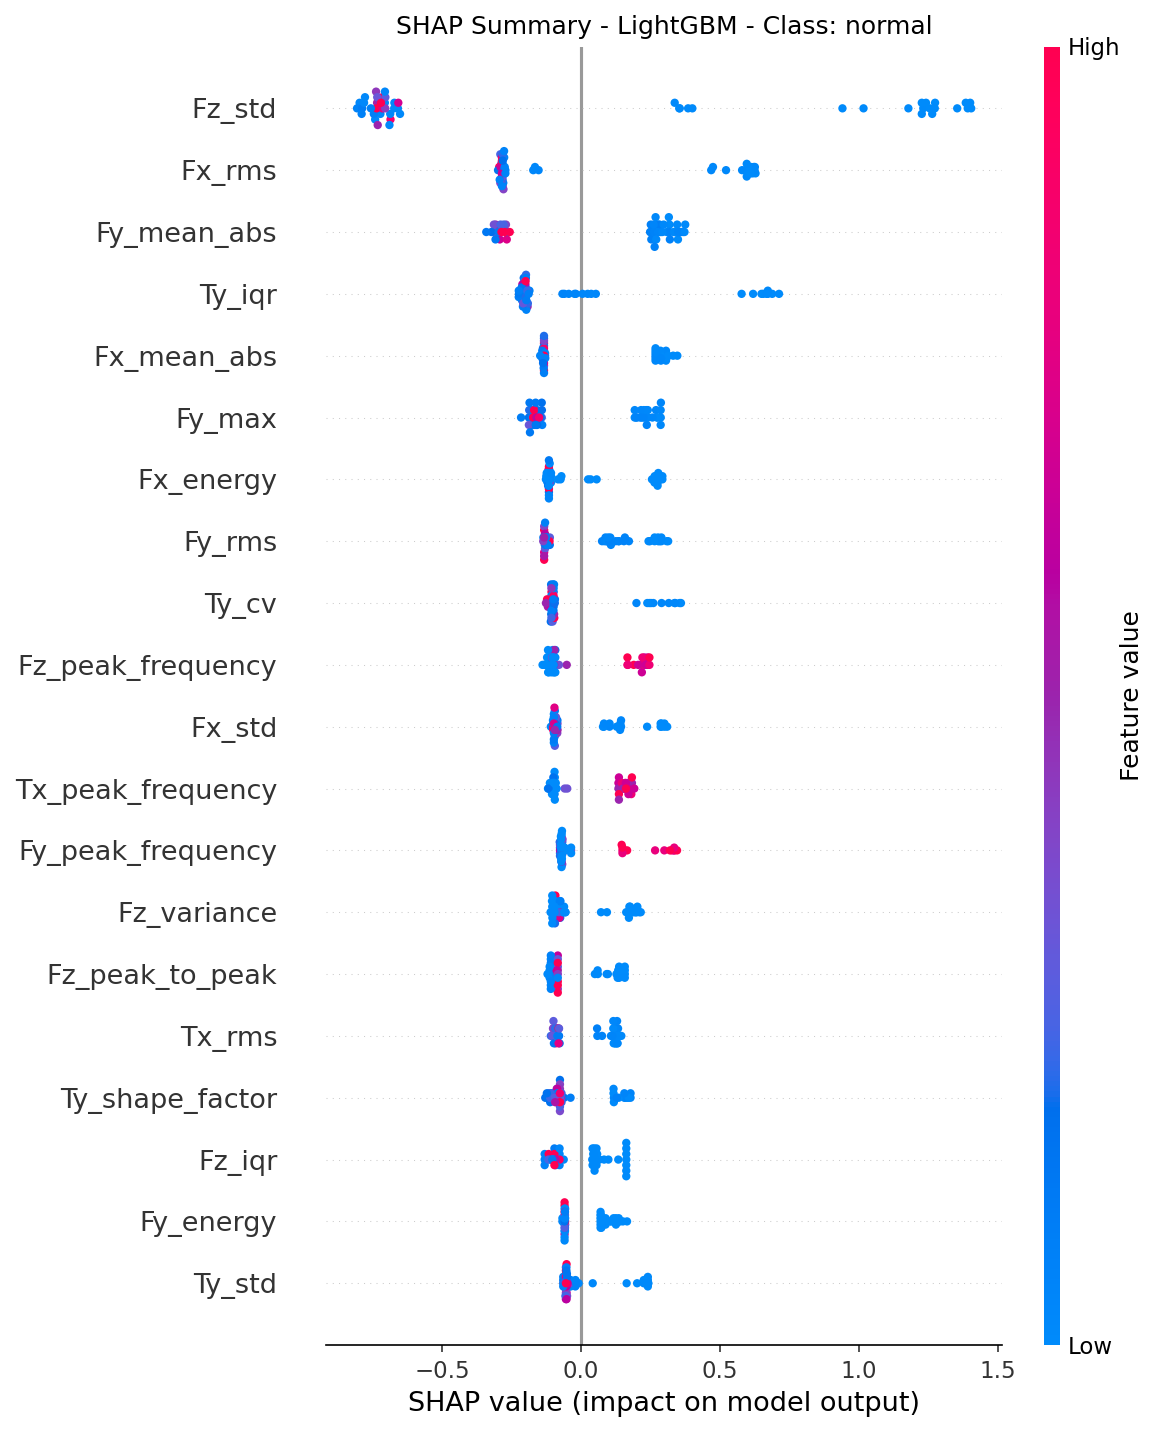 SHAP Summary - LightGBM - Class: normal
High
Fz_std
Fx_rms
Fy_mean_abs
Ty_iqr
Fx_mean_abs
Fy_max
Fx_energy
Fy_rms
Ty_cv
Fz_peak_frequency
Fx_std
Tx_peak_frequency
Fy_peak_frequency
Fz_variance
Fz_peak_to_peak
Tx_rms
Ty_shape_factor
Fz_iqr
Fy_energy
Ty_std
Feature value
Low
−0.5 0.0 0.5 1.0 1.5
SHAP value (impact on model output)